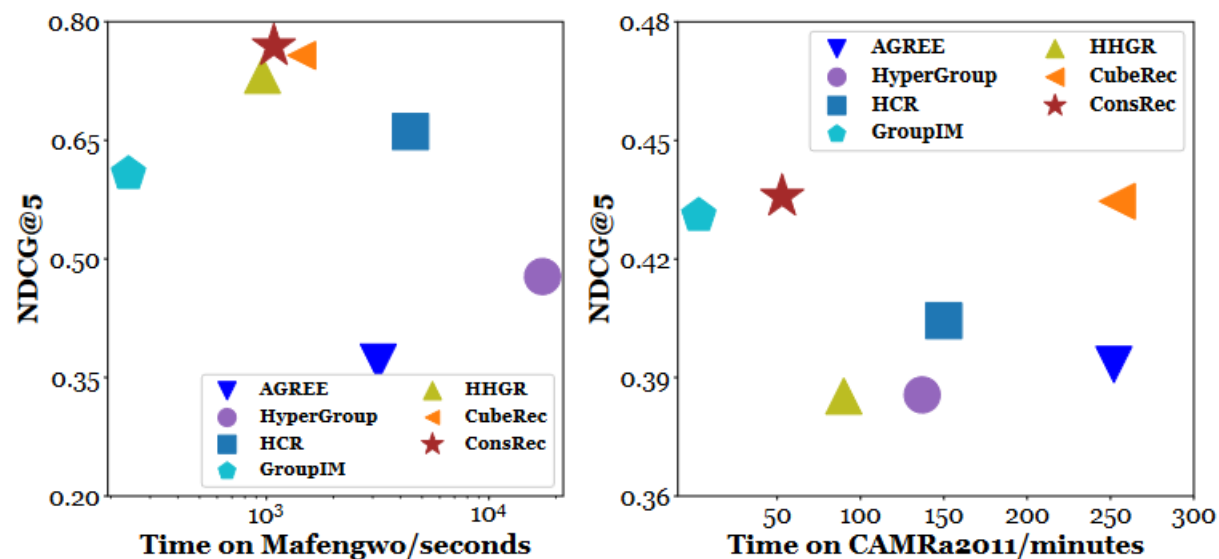 0.80
0.65
0.50
0.35
0.20
NDCG@5
AGREE
HyperGroup
HCR
GroupIM
HHGR
CubeRec
ConsRec
10³
10⁴
Time on Mafengwo/seconds
0.48
0.45
0.42
0.39
0.36
NDCG@5
AGREE
HyperGroup
HCR
GroupIM
HHGR
CubeRec
ConsRec
50
100
150
200
250
300
Time on CAMRa2011/minutes